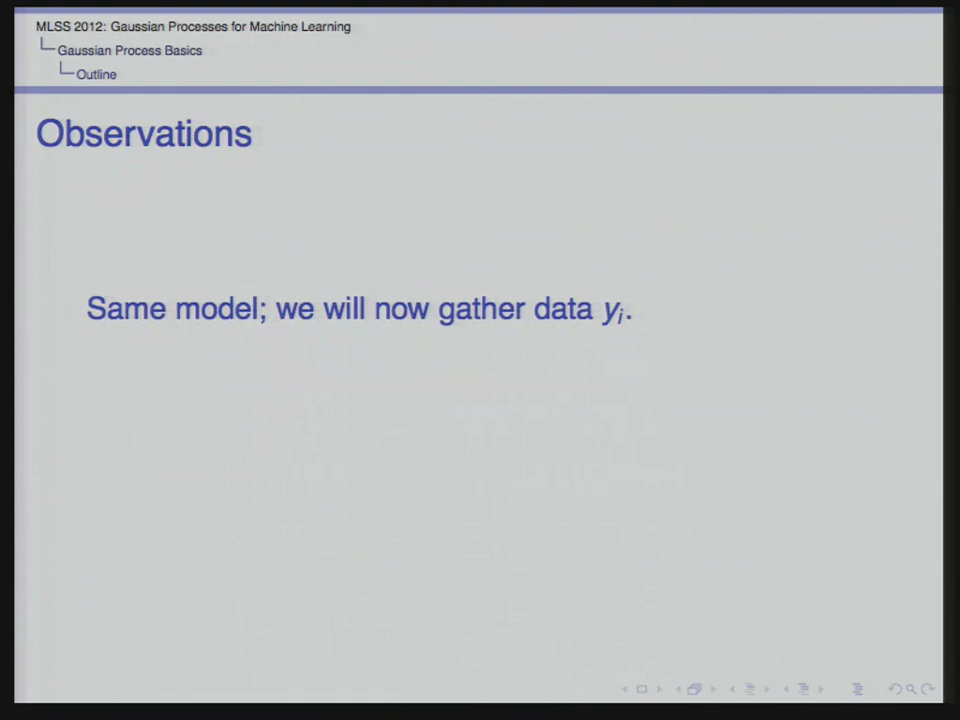 MLSS 2012: Gaussian Processes for Machine Learning
Gaussian Process Basics
Outline
Observations
Same model; we will now gather data yᵢ.